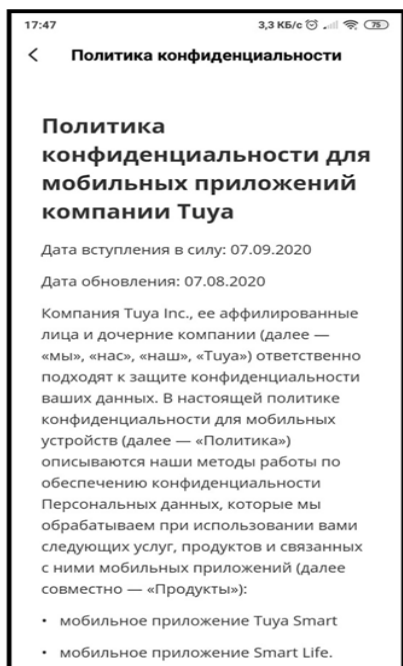 17:47 3,3 КБ/с 75
Политика конфиденциальности
Политика
конфиденциальности для
мобильных приложений
компании Tuya
Дата вступления в силу: 07.09.2020
Дата обновления: 07.08.2020
Компания Tuya Inc., ее аффилированные
лица и дочерние компании (далее —
«мы», «нас», «наш», «Tuya») ответственно
подходят к защите конфиденциальности
ваших данных. В настоящей политике
конфиденциальности для мобильных
устройств (далее — «Политика»)
описываются наши методы работы по
обеспечению конфиденциальности
Персональных данных, которые мы
обрабатываем при использовании вами
следующих услуг, продуктов и связанных
с ними мобильных приложений (далее
совместно — «Продукты»):
• мобильное приложение Tuya Smart
• мобильное приложение Smart Life.